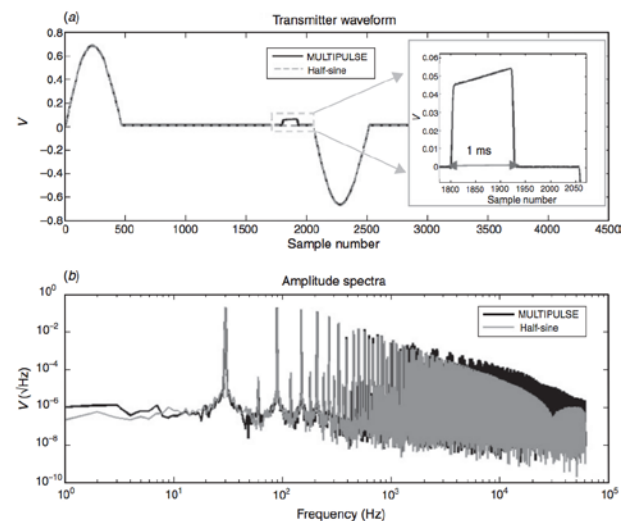 (a)
Transmitter waveform
0.8
0.6
0.4
0.2
0
−0.2
−0.4
−0.6
−0.8
V
MULTIPULSE
Half-sine
0.06
0.05
0.04
0.03
0.02
0.01
0
V
1 ms
1800 1850 1900 1950 2000 2050
Sample number
0 500 1000 1500 2000 2500 3000 3500 4000 4500
Sample number
(b)
Amplitude spectra
10⁰
10⁻²
10⁻⁴
10⁻⁶
10⁻⁸
10⁻¹⁰
V (√Hz)
MULTIPULSE
Half-sine
10⁰ 10¹ 10² 10³ 10⁴ 10⁵
Frequency (Hz)